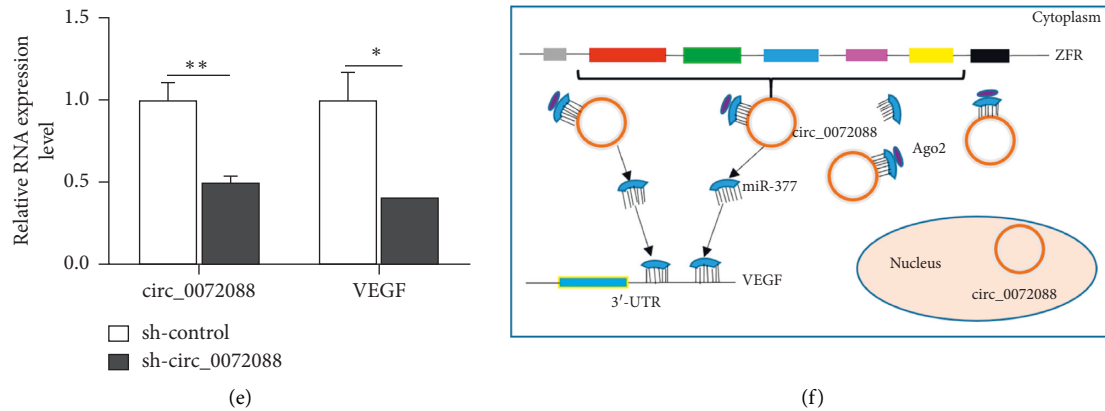 Relative RNA expression
level
1.5
1.0
0.5
0.0
**
*
circ_0072088
VEGF
sh-control
sh-circ_0072088
(e)
Cytoplasm
ZFR
circ_0072088
Ago2
miR-377
VEGF
3′-UTR
Nucleus
circ_0072088
(f)